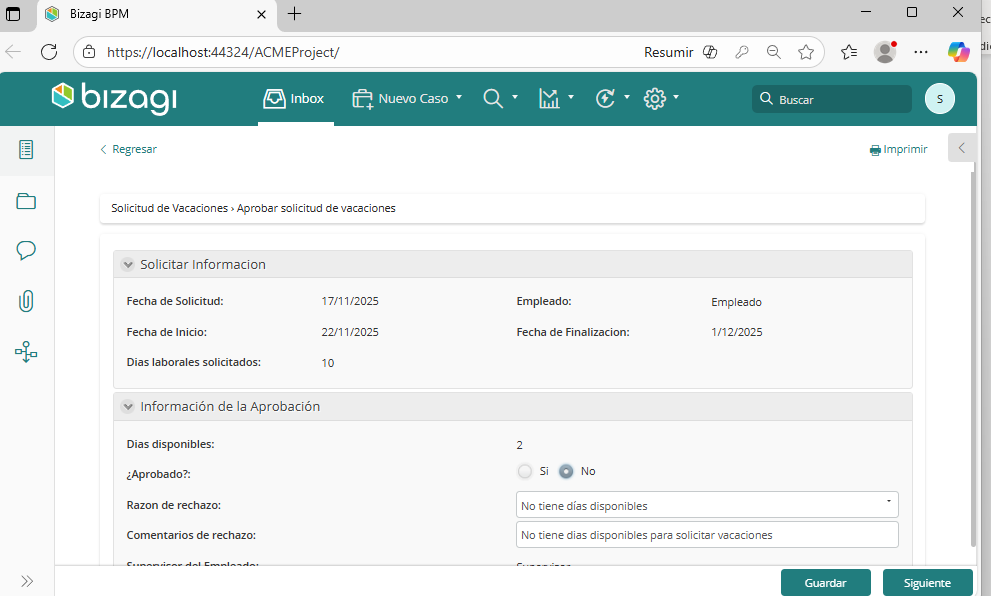 Bizagi BPM
https://localhost:44324/ACMEProject/
Resumir
bizagi
Inbox
Nuevo Caso
Buscar
S
Regresar
Imprimir
Solicitud de Vacaciones › Aprobar solicitud de vacaciones
Solicitar Informacion
Fecha de Solicitud: 17/11/2025 Empleado: Empleado
Fecha de Inicio: 22/11/2025 Fecha de Finalizacion: 1/12/2025
Dias laborales solicitados: 10
Información de la Aprobación
Dias disponibles: 2
¿Aprobado?: Si No
Razon de rechazo: No tiene días disponibles
Comentarios de rechazo: No tiene dias disponibles para solicitar vacaciones
Supervisor del Empleado: Supervisor
Guardar
Siguiente